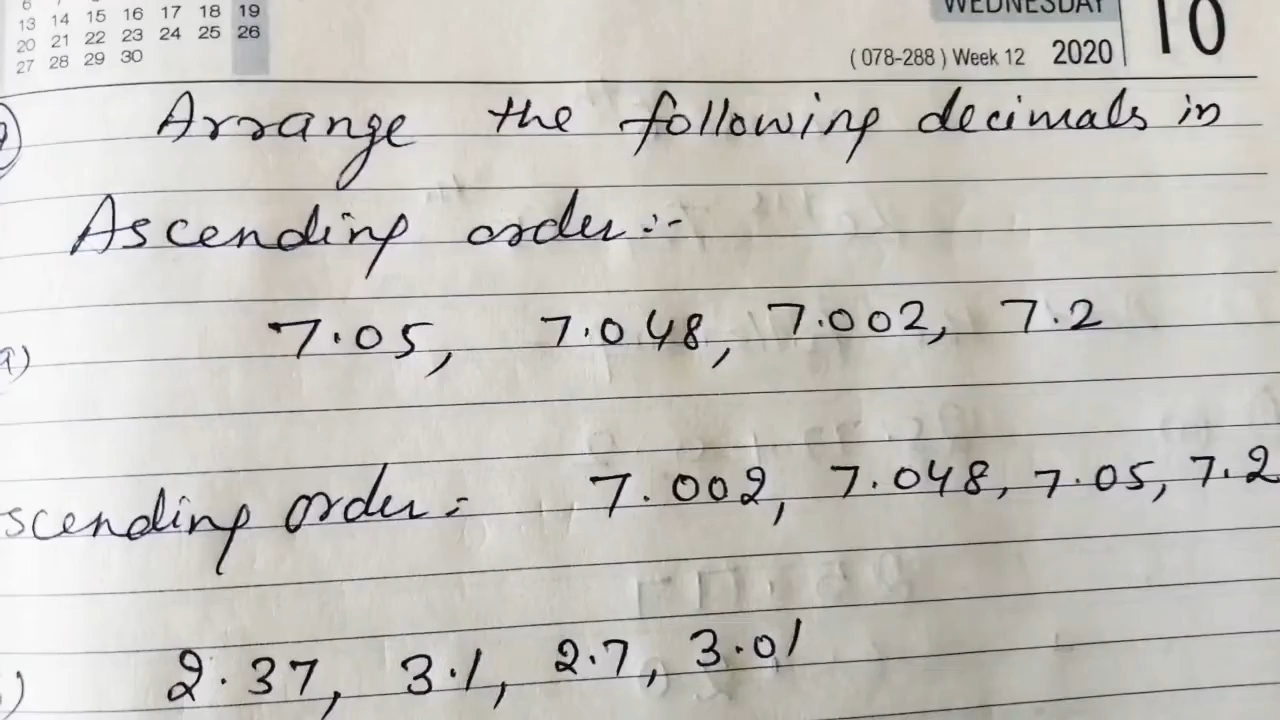 13 14 15 16 17 18 19
20 21 22 23 24 25 26
27 28 29 30
WEDNESDAY
(078-288) Week 12 2020 10
Arrange the following decimals in
Ascending order:-
a) 7.05, 7.048, 7.002, 7.2
scending order = 7.002, 7.048, 7.05, 7.2
) 2.37, 3.1, 2.7, 3.01